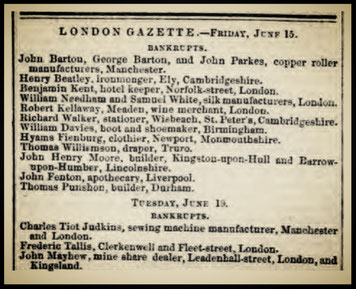 LONDON GAZETTE.—FRIDAY, JUNE 15.
BANKRUPTS.
John Barton, George Barton, and John Parkes, copper roller
manufacturers, Manchester.
Henry Beatley, ironmonger, Ely, Cambridgeshire.
Benjamin Kent, hotel keeper, Norfolk-street, London.
William Needham and Samuel White, silk manufacturers, London.
Robert Kellaway, Meaden, wine merchant, London.
Richard Walker, stationer, Wisbeach, St. Peter's, Cambridgeshire.
William Davies, boot and shoemaker, Birmingham.
Hyams Fienburg, clothier, Newport, Monmouthshire.
Thomas Williamson, draper, Truro.
John Henry Moore, builder, Kingston-upon-Hull and Barrow-
upon-Humber, Lincolnshire.
John Fenton, apothecary, Liverpool.
Thomas Punshon, builder, Durham.
TUESDAY, JUNE 19.
BANKRUPTS.
Charles Tiot Judkins, sewing machine manufacturer, Manchester
and London.
Frederic Tallis, Clerkenwell and Fleet-street, London.
John Mayhew, mine share dealer, Leadenhall-street, London, and
Kingsland.